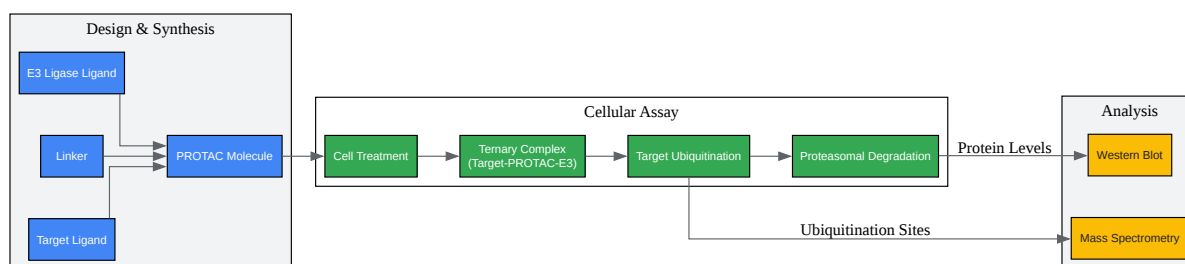 Design & Synthesis
E3 Ligase Ligand
Linker
PROTAC Molecule
Target Ligand
Cellular Assay
Cell Treatment
Ternary Complex
(Target-PROTAC-E3)
Target Ubiquitination
Proteasomal Degradation
Protein Levels
Ubiquitination Sites
Analysis
Western Blot
Mass Spectrometry